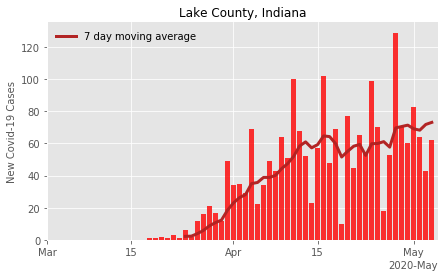 Lake County, Indiana
7 day moving average
New Covid-19 Cases
120
100
80
60
40
20
0
Mar 15 Apr 15 May
2020-May